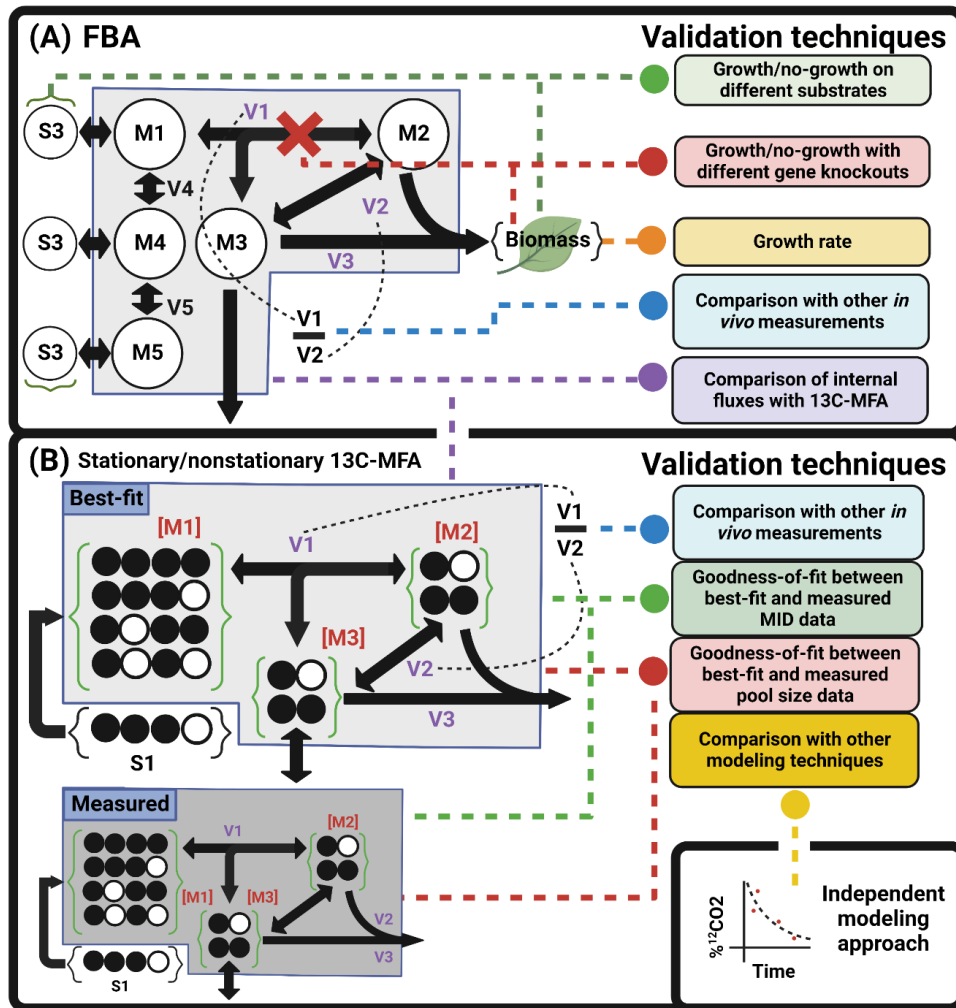 (A) FBA
Validation techniques
Growth/no-growth on
different substrates
Growth/no-growth with
different gene knockouts
Growth rate
Comparison with other in
vivo measurements
Comparison of internal
fluxes with 13C-MFA
S3
M1
V1
M2
V4
V2
S3
M4
M3
{Biomass}
V3
V5
V1
V2
S3
M5
(B) Stationary/nonstationary 13C-MFA
Validation techniques
Comparison with other in
vivo measurements
Goodness-of-fit between
best-fit and measured
MID data
Goodness-of-fit between
best-fit and measured
pool size data
Comparison with other
modeling techniques
Best-fit
[M1]
V1
[M2]
V1
V2
[M3]
V2
V3
S1
Measured
[M2]
V1
[M1]
[M3]
V2
V3
S1
%12CO2
Time
Independent
modeling
approach